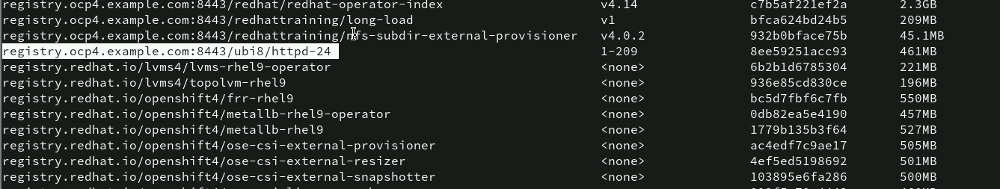 registry.ocp4.example.com:8443/redhat/redhat-operator-index v4.14 c7b5af221ef2a 2.3GB
registry.ocp4.example.com:8443/redhattraining/long-load v1 bfca624bd24b5 209MB
registry.ocp4.example.com:8443/redhattraining/nfs-subdir-external-provisioner v4.0.2 932b0bface75b 45.1MB
registry.ocp4.example.com:8443/ubi8/httpd-24 1-209 8ee59251acc93 461MB
registry.redhat.io/lvms4/lvms-rhel9-operator <none> 6b2b1d6785304 221MB
registry.redhat.io/lvms4/topolvm-rhel9 <none> 936e85cd830ce 196MB
registry.redhat.io/openshift4/frr-rhel9 <none> bc5d7fbf6c7fb 550MB
registry.redhat.io/openshift4/metallb-rhel9-operator <none> 0db82ea5e4190 457MB
registry.redhat.io/openshift4/metallb-rhel9 <none> 1779b135b3f64 527MB
registry.redhat.io/openshift4/ose-csi-external-provisioner <none> ac4edf7c9ae17 505MB
registry.redhat.io/openshift4/ose-csi-external-resizer <none> 4ef5ed5198692 501MB
registry.redhat.io/openshift4/ose-csi-external-snapshotter <none> 103895e6fa286 500MB